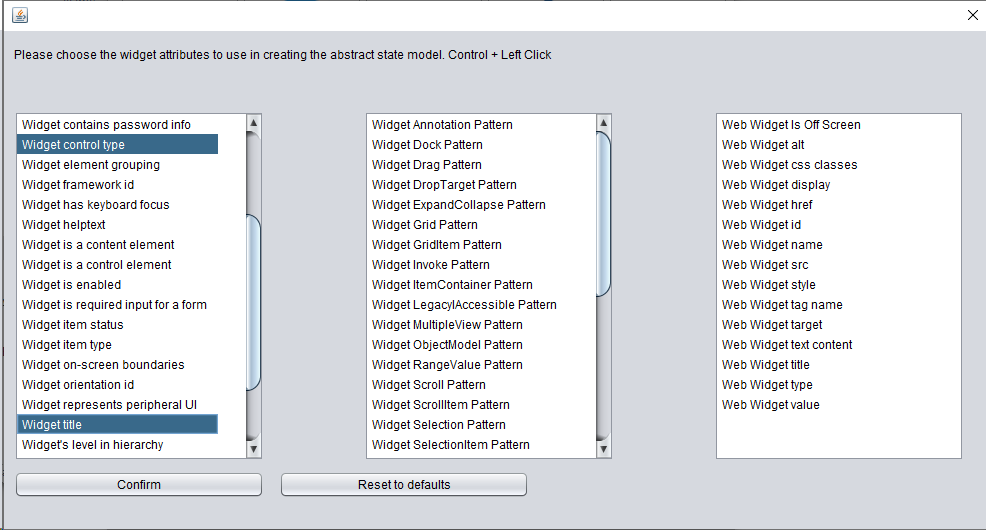 Please choose the widget attributes to use in creating the abstract state model. Control + Left Click
Widget contains password info
Widget control type
Widget element grouping
Widget framework id
Widget has keyboard focus
Widget helptext
Widget is a content element
Widget is a control element
Widget is enabled
Widget is required input for a form
Widget item status
Widget item type
Widget on-screen boundaries
Widget orientation id
Widget represents peripheral UI
Widget title
Widget's level in hierarchy
Widget Annotation Pattern
Widget Dock Pattern
Widget Drag Pattern
Widget DropTarget Pattern
Widget ExpandCollapse Pattern
Widget Grid Pattern
Widget GridItem Pattern
Widget Invoke Pattern
Widget ItemContainer Pattern
Widget LegacyIAccessible Pattern
Widget MultipleView Pattern
Widget ObjectModel Pattern
Widget RangeValue Pattern
Widget Scroll Pattern
Widget ScrollItem Pattern
Widget Selection Pattern
Widget SelectionItem Pattern
Web Widget Is Off Screen
Web Widget alt
Web Widget css classes
Web Widget display
Web Widget href
Web Widget id
Web Widget name
Web Widget src
Web Widget style
Web Widget tag name
Web Widget target
Web Widget text content
Web Widget title
Web Widget type
Web Widget value
Confirm
Reset to defaults